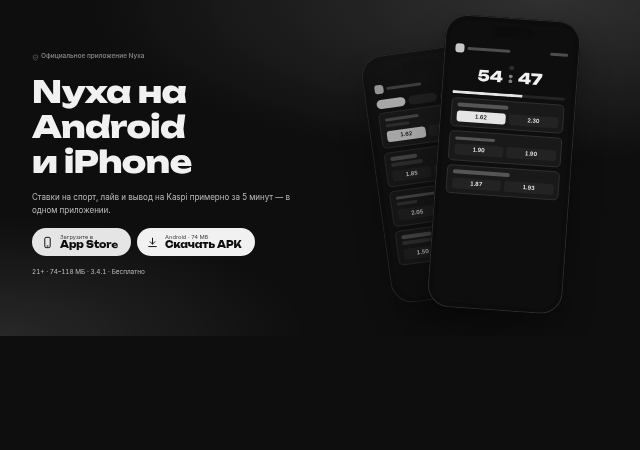 Официальное приложение Nyxa
Nyxa на
Android
и iPhone
Ставки на спорт, лайв и вывод на Kaspi примерно за 5 минут — в
одном приложении.
Загрузите в
App Store
Android · 74 МБ
Скачать APK
21+ · 74–118 МБ · 3.4.1 · Бесплатно
1.62
1.85
2.05
1.50
54 : 47
1.62
2.30
1.90
1.90
1.87
1.93